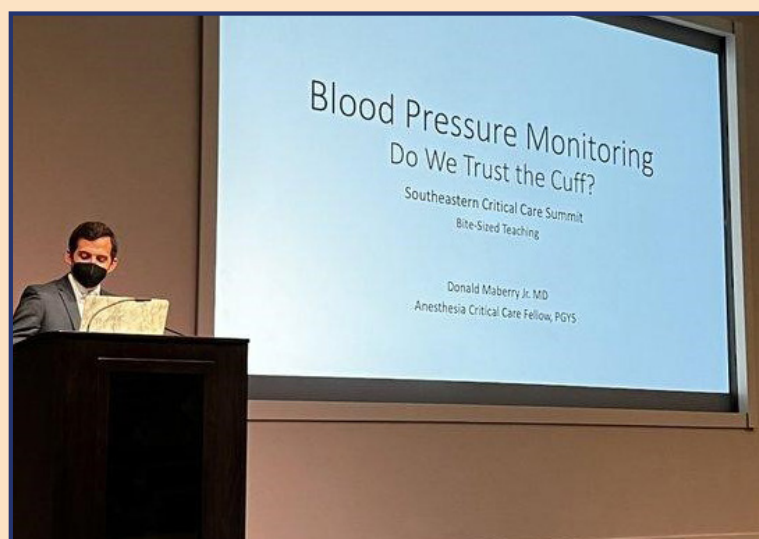 Blood Pressure Monitoring
Do We Trust the Cuff?
Southeastern Critical Care Summit
Bite-Sized Teaching
Donald Maberry Jr. MD
Anesthesia Critical Care Fellow, PGY5